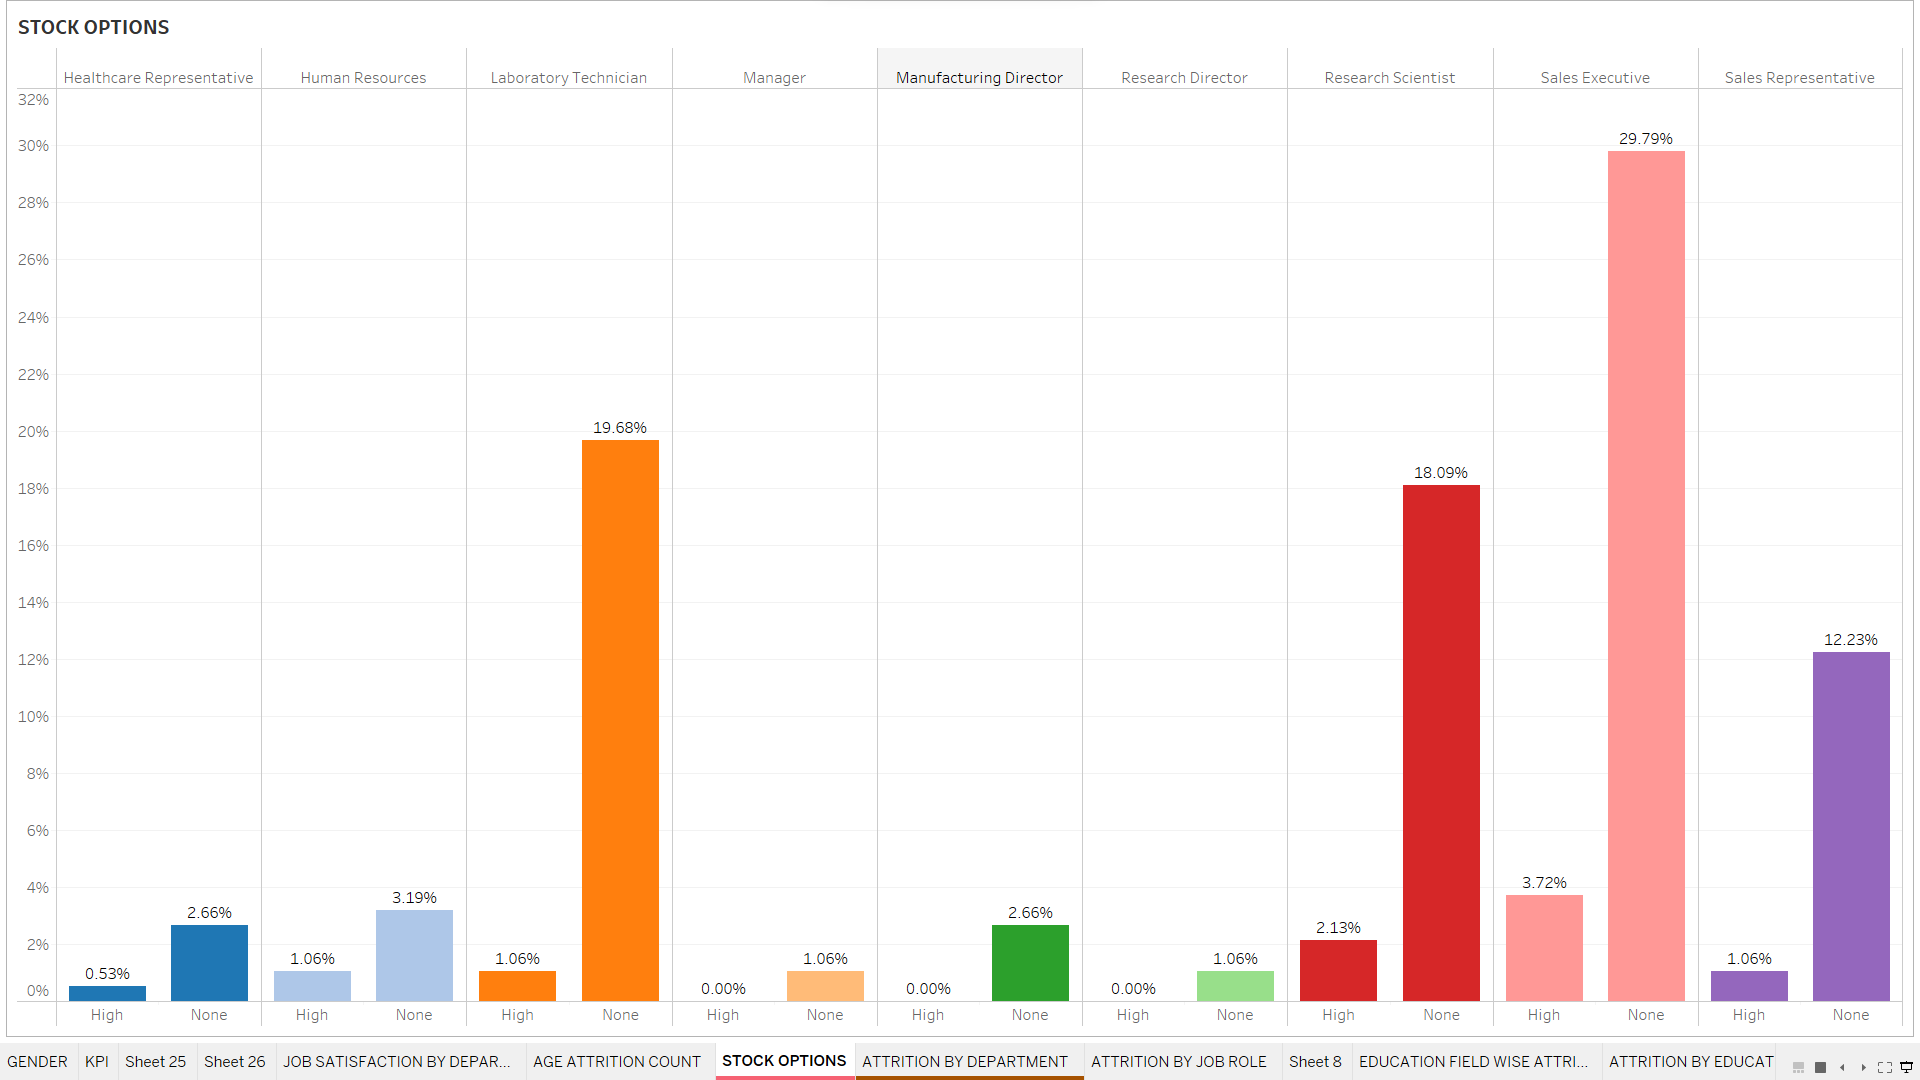 STOCK OPTIONS
Healthcare Representative
Human Resources
Laboratory Technician
Manager
Manufacturing Director
Research Director
Research Scientist
Sales Executive
Sales Representative
32%
30%
28%
26%
24%
22%
20%
18%
16%
14%
12%
10%
8%
6%
4%
2%
0%
0.53%
2.66%
1.06%
3.19%
1.06%
19.68%
0.00%
1.06%
0.00%
2.66%
0.00%
1.06%
2.13%
18.09%
3.72%
29.79%
1.06%
12.23%
High None High None High None High None High None High None High None High None High None
GENDER
KPI
Sheet 25
Sheet 26
JOB SATISFACTION BY DEPAR...
AGE ATTRITION COUNT
STOCK OPTIONS
ATTRITION BY DEPARTMENT
ATTRITION BY JOB ROLE
Sheet 8
EDUCATION FIELD WISE ATTRI...
ATTRITION BY EDUCAT